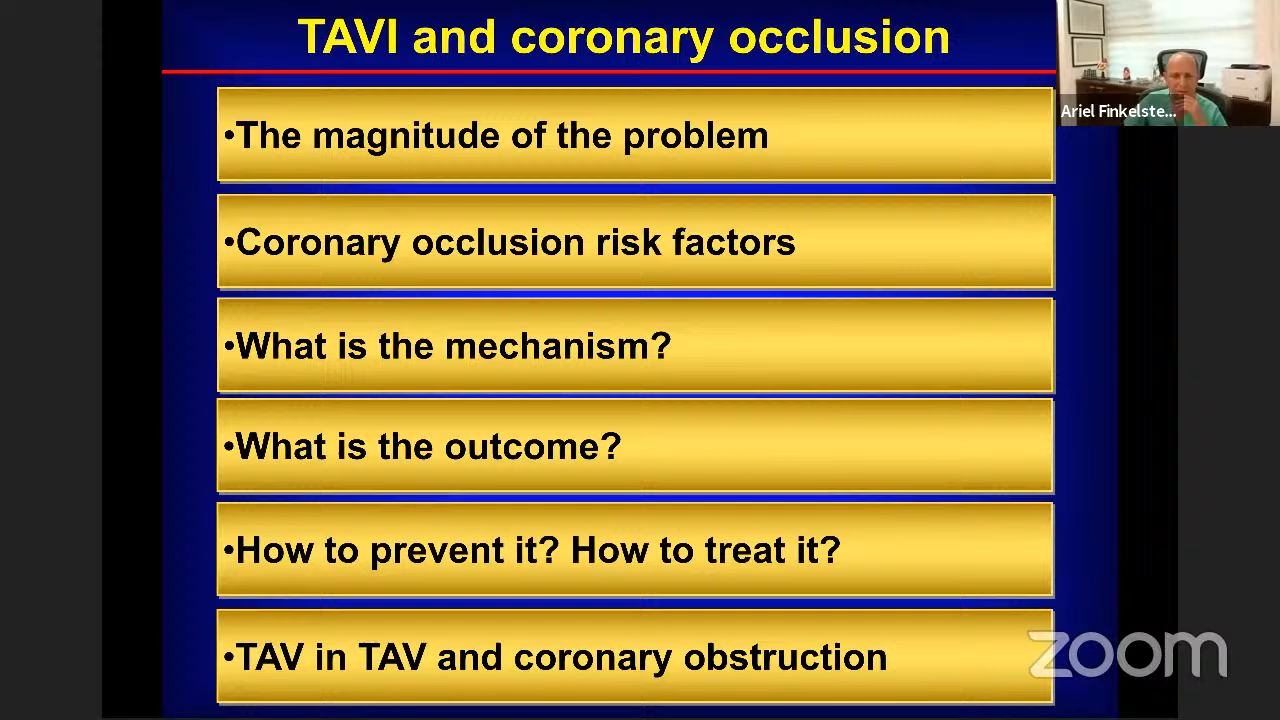 TAVI and coronary occlusion
Ariel Finkelste...
•The magnitude of the problem
•Coronary occlusion risk factors
•What is the mechanism?
•What is the outcome?
•How to prevent it? How to treat it?
•TAV in TAV and coronary obstruction
zoom